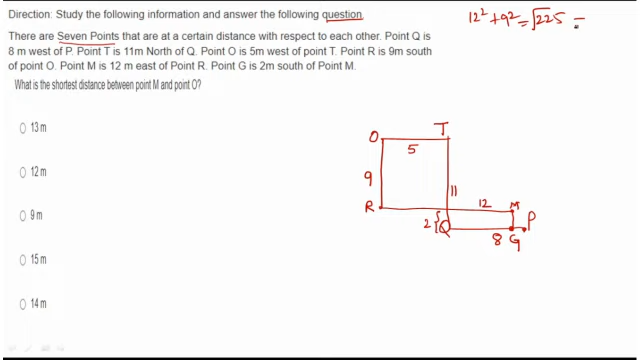 Direction: Study the following information and answer the following question.
12² + 9² = √225 =
There are Seven Points that are at a certain distance with respect to each other. Point Q is
8 m west of P. Point T is 11m North of Q. Point O is 5m west of point T. Point R is 9m south
of point O. Point M is 12 m east of Point R. Point G is 2m south of Point M.
What is the shortest distance between point M and point O?
13 m
12 m
9 m
15 m
14 m
O T
5
9
11
12
R M
2 Q P
8 G